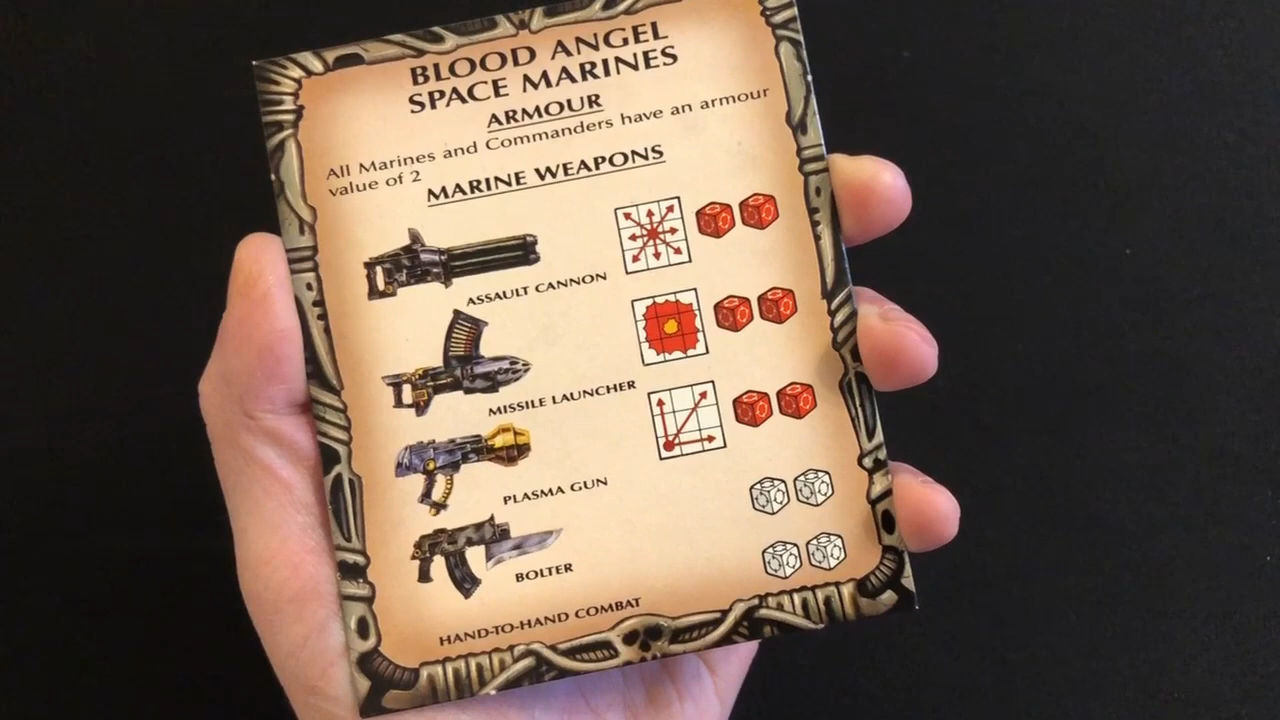 BLOOD ANGEL
SPACE MARINES
ARMOUR
All Marines and Commanders have an armour
value of 2
MARINE WEAPONS
ASSAULT CANNON
MISSILE LAUNCHER
PLASMA GUN
BOLTER
HAND-TO-HAND COMBAT